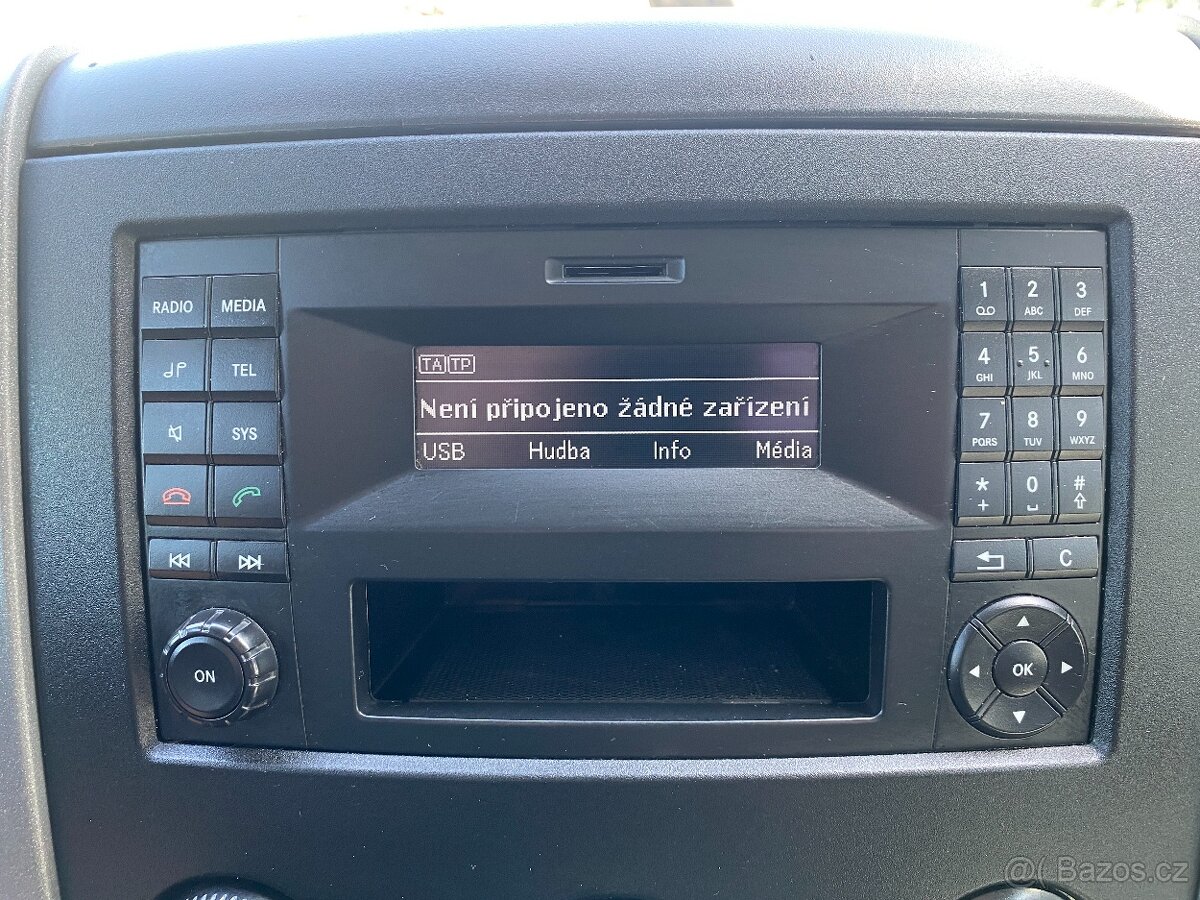 RADIO MEDIA
TEL
SYS
ON
TA TP
Není připojeno žádné zařízení
USB Hudba Info Média
1 2 ABC 3 DEF
4 GHI 5 JKL 6 MNO
7 PQRS 8 TUV 9 WXYZ
* + 0 #
C
OK
@( Bazos.cz